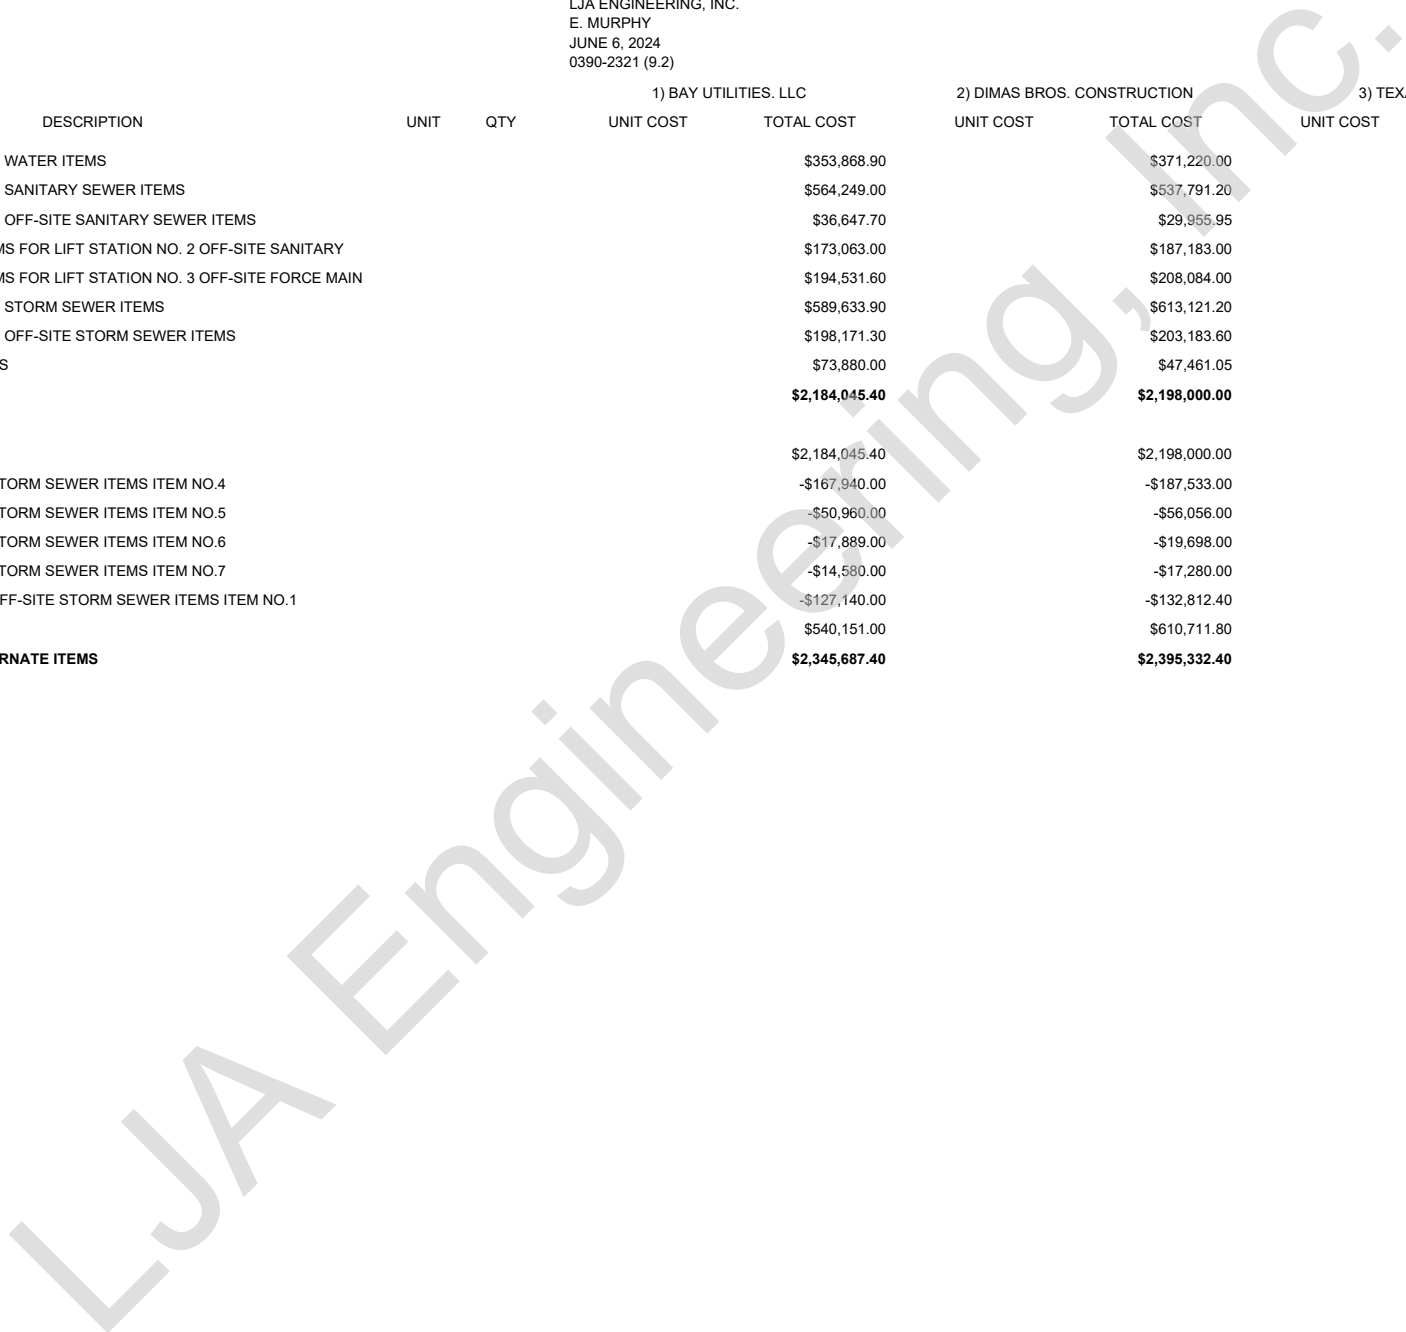 LJA ENGINEERING, INC.
E. MURPHY
JUNE 6, 2024
0390-2321 (9.2)
1) BAY UTILITIES. LLC 2) DIMAS BROS. CONSTRUCTION 3) TEXA
DESCRIPTION UNIT QTY UNIT COST TOTAL COST UNIT COST TOTAL COST UNIT COST
WATER ITEMS $353,868.90 $371,220.00
SANITARY SEWER ITEMS $564,249.00 $537,791.20
OFF-SITE SANITARY SEWER ITEMS $36,647.70 $29,955.95
MS FOR LIFT STATION NO. 2 OFF-SITE SANITARY $173,063.00 $187,183.00
MS FOR LIFT STATION NO. 3 OFF-SITE FORCE MAIN $194,531.60 $208,084.00
STORM SEWER ITEMS $589,633.90 $613,121.20
OFF-SITE STORM SEWER ITEMS $198,171.30 $203,183.60
S $73,880.00 $47,461.05
$2,184,045.40 $2,198,000.00
$2,184,045.40 $2,198,000.00
TORM SEWER ITEMS ITEM NO.4 -$167,940.00 -$187,533.00
TORM SEWER ITEMS ITEM NO.5 -$50,960.00 -$56,056.00
TORM SEWER ITEMS ITEM NO.6 -$17,889.00 -$19,698.00
TORM SEWER ITEMS ITEM NO.7 -$14,580.00 -$17,280.00
FF-SITE STORM SEWER ITEMS ITEM NO.1 -$127,140.00 -$132,812.40
$540,151.00 $610,711.80
RNATE ITEMS $2,345,687.40 $2,395,332.40
LJA Engineering, Inc.